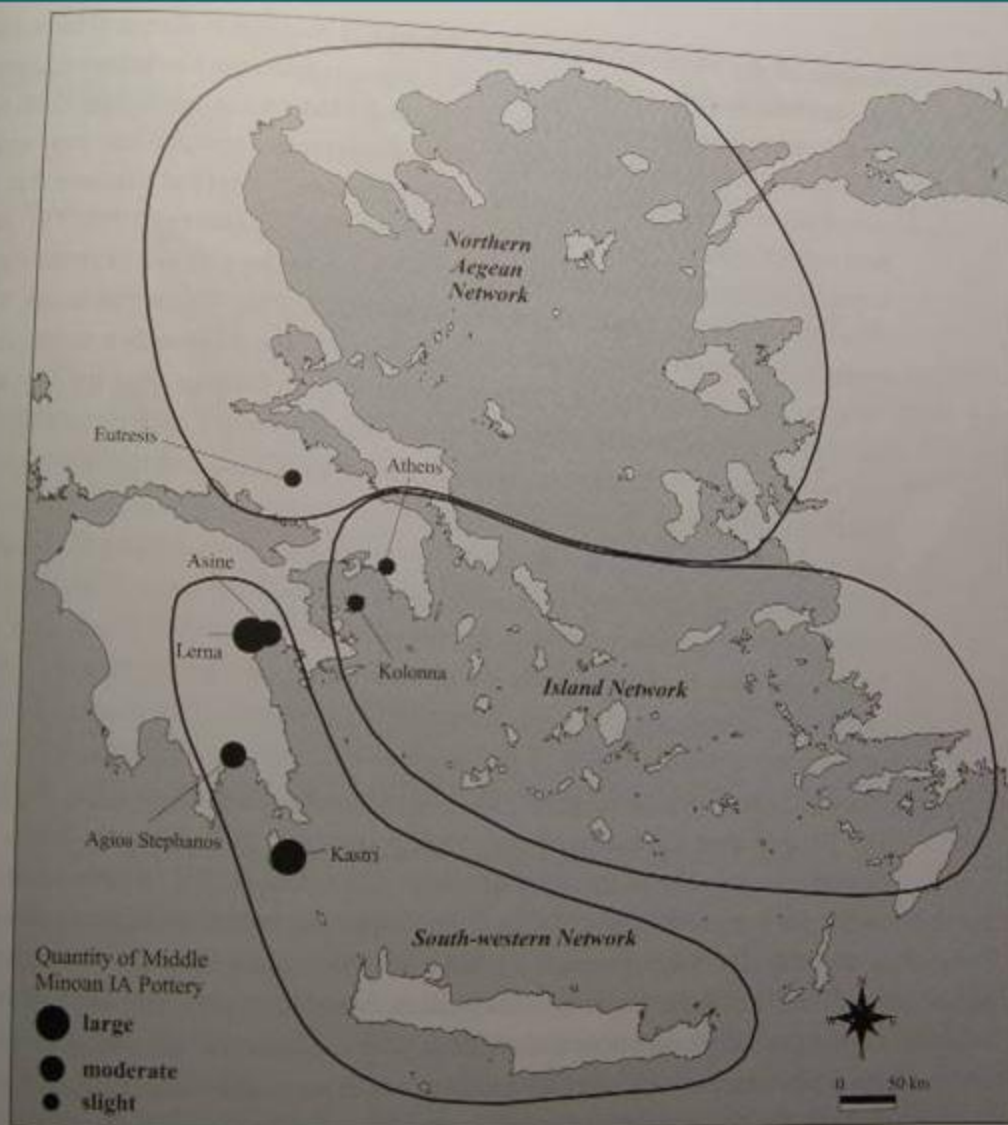 Northern
Aegean
Network
Eutresis
Athens
Asine
Lerna
Kolonna
Island Network
Agios Stephanos
Kastri
South-western Network
Quantity of Middle
Minoan IA Pottery
large
moderate
slight
N
0 50 km